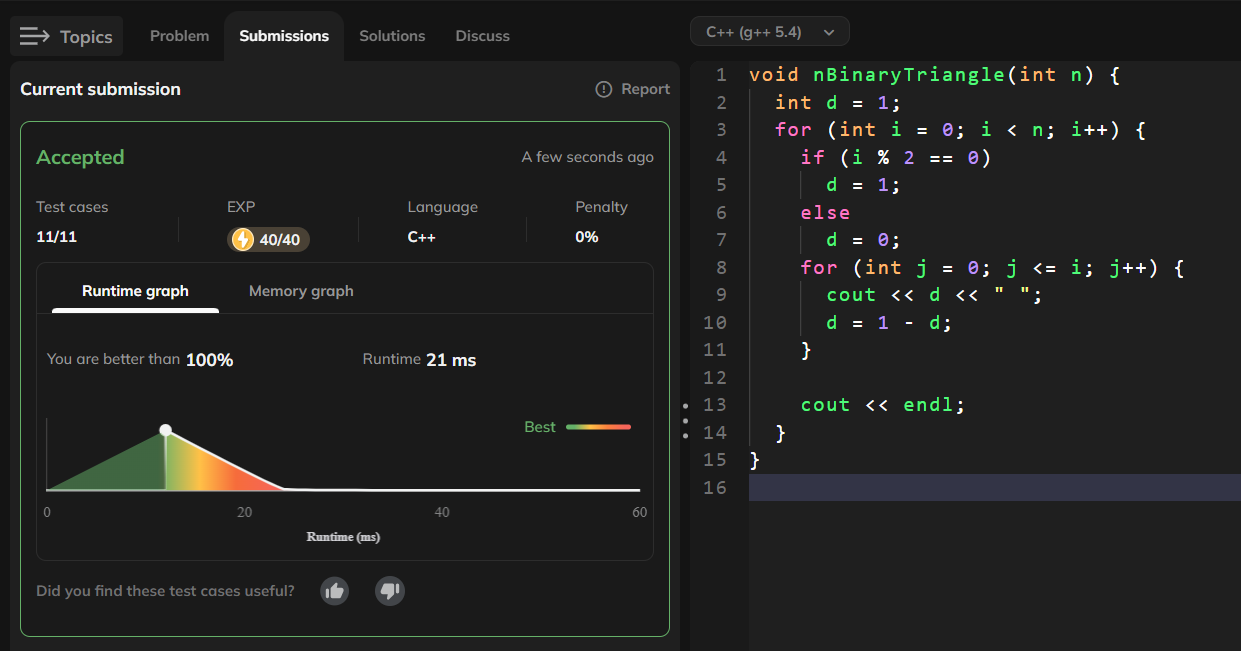 Topics Problem Submissions Solutions Discuss
Current submission Report
Accepted A few seconds ago
Test cases EXP Language Penalty
11/11 40/40 C++ 0%
Runtime graph Memory graph
You are better than 100% Runtime 21 ms
Best
0 20 40 60
Runtime (ms)
Did you find these test cases useful?
C++ (g++ 5.4)
1 void nBinaryTriangle(int n) {
2   int d = 1;
3   for (int i = 0; i < n; i++) {
4     if (i % 2 == 0)
5       d = 1;
6     else
7       d = 0;
8     for (int j = 0; j <= i; j++) {
9       cout << d << " ";
10       d = 1 - d;
11     }
12
13     cout << endl;
14   }
15 }
16